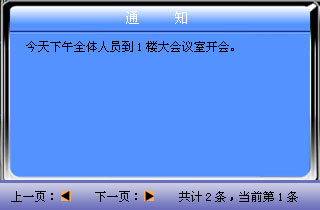 通 知
今天下午全体人员到1楼大会议室开会。
上一页： 下一页： 共计2条，当前第1条